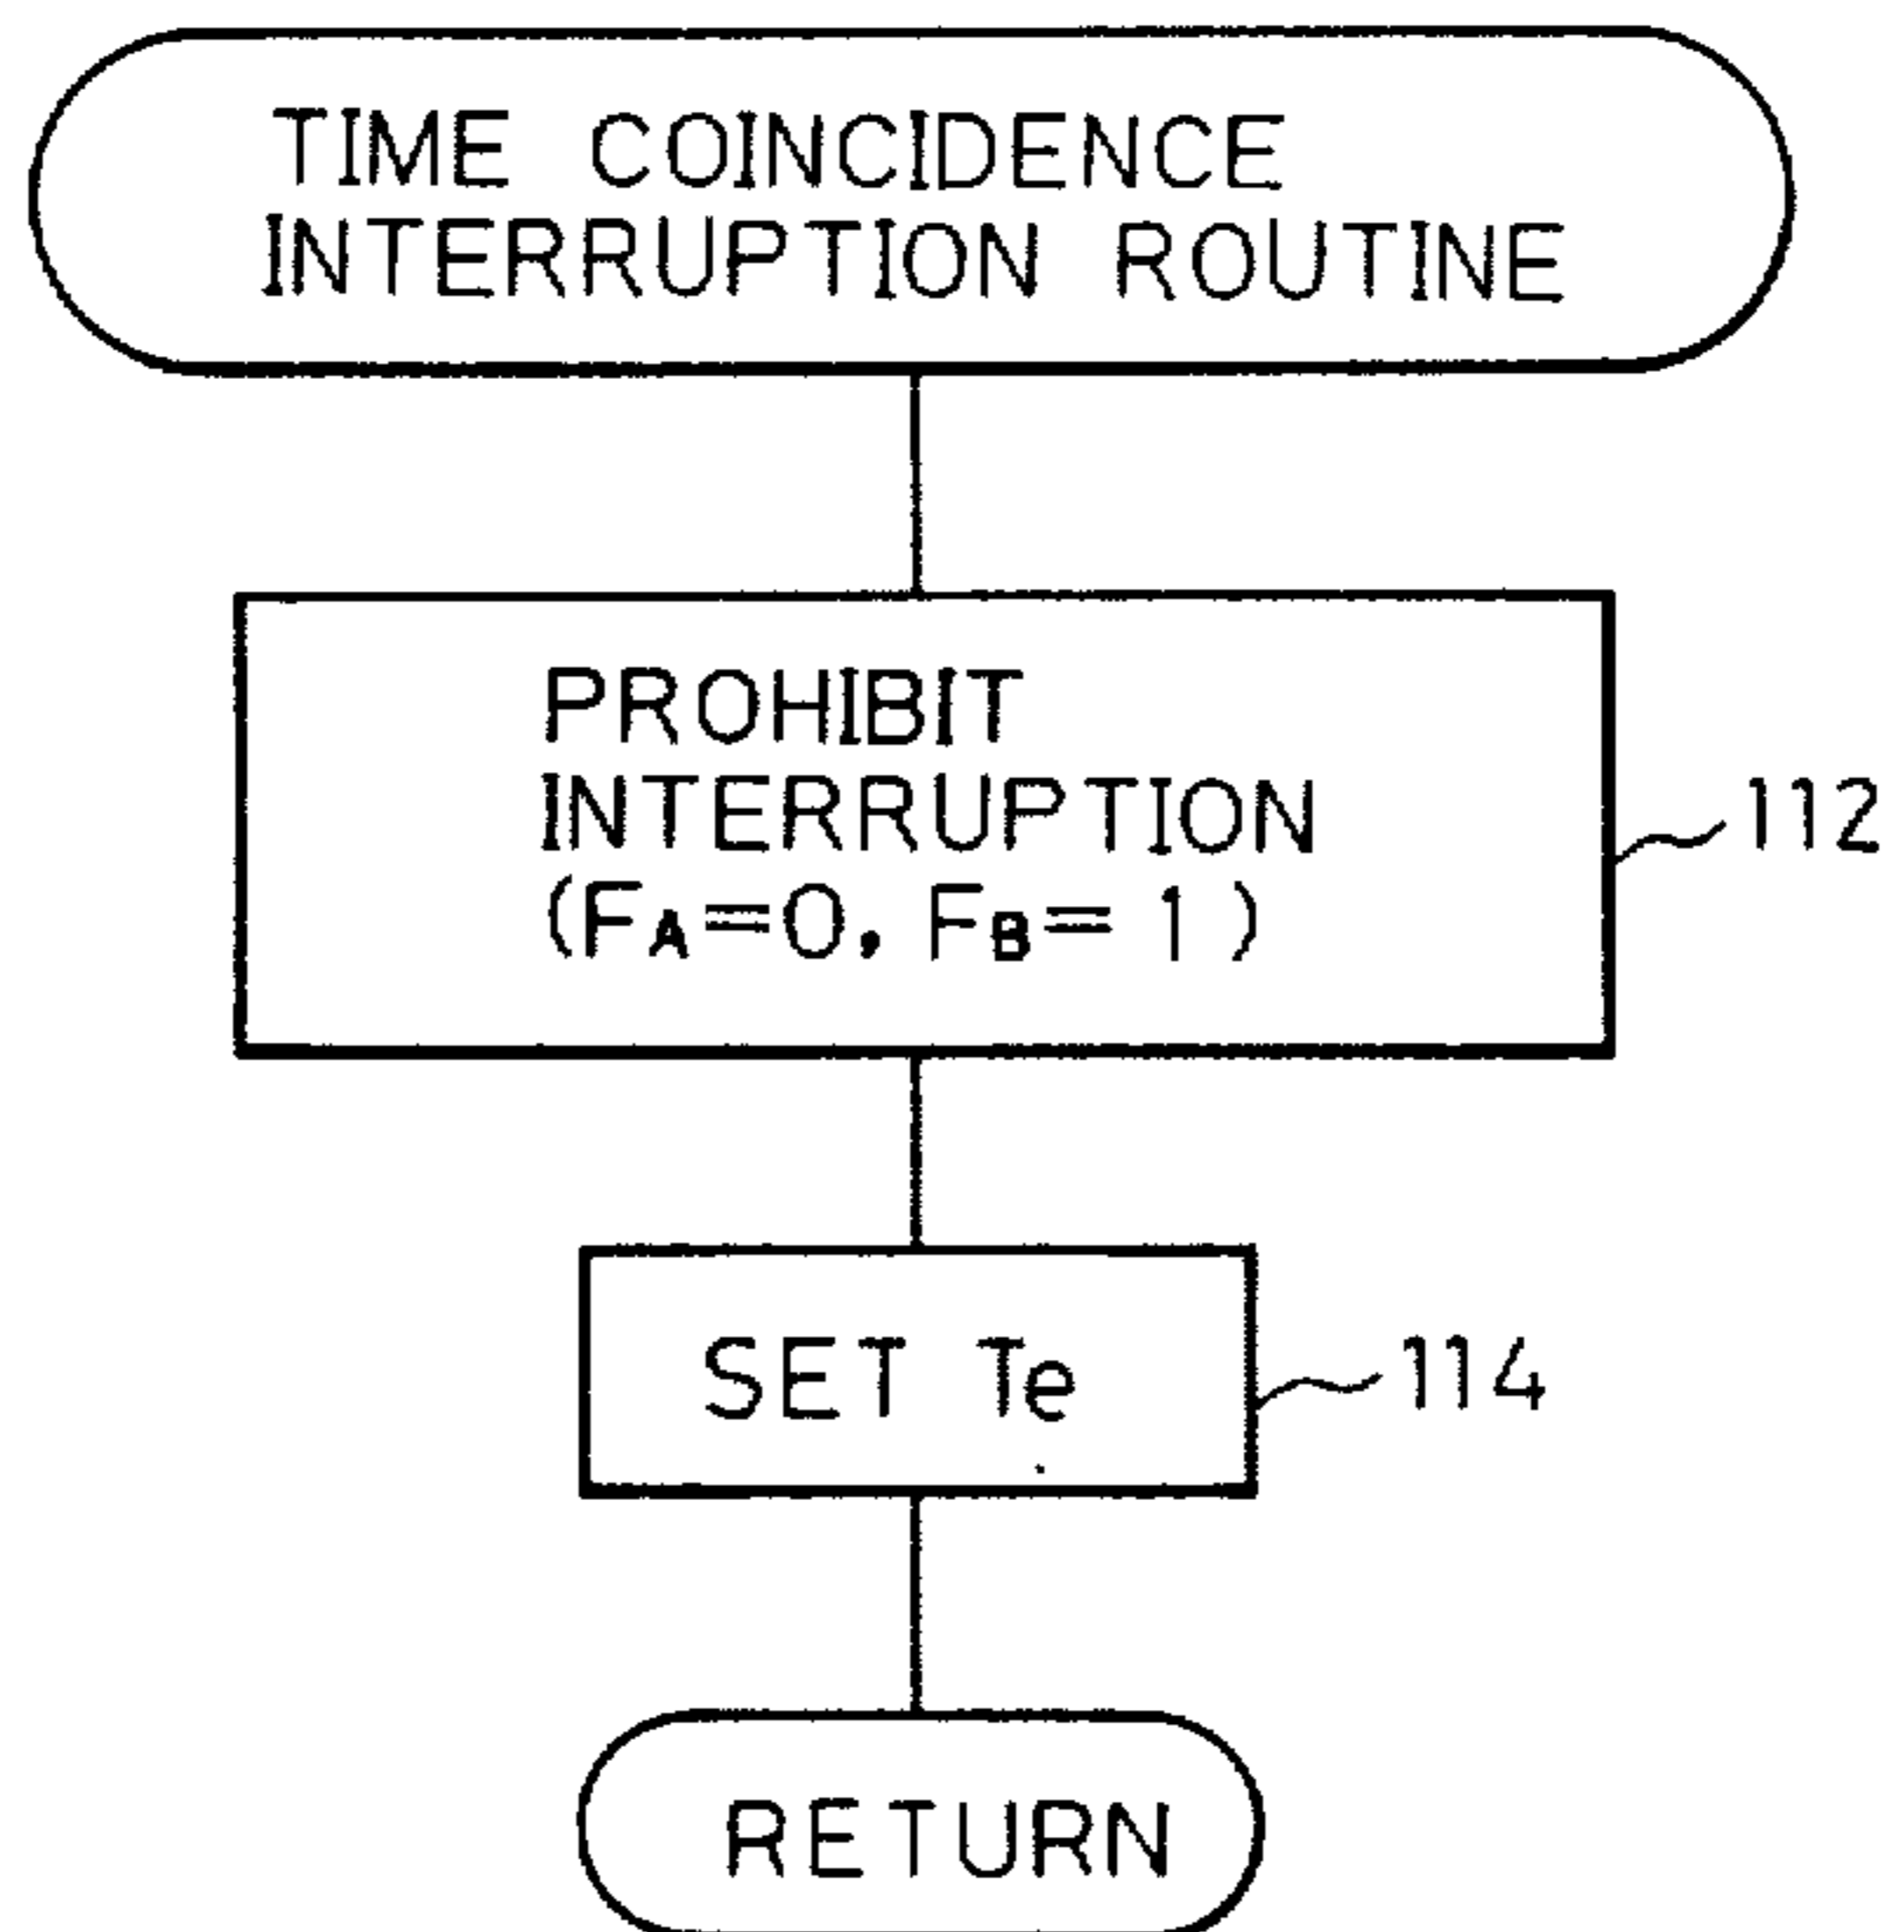 TIME COINCIDENCE
INTERRUPTION ROUTINE
PROHIBIT
INTERRUPTION
(FA=0, FB=1)
112
SET Te
114
RETURN